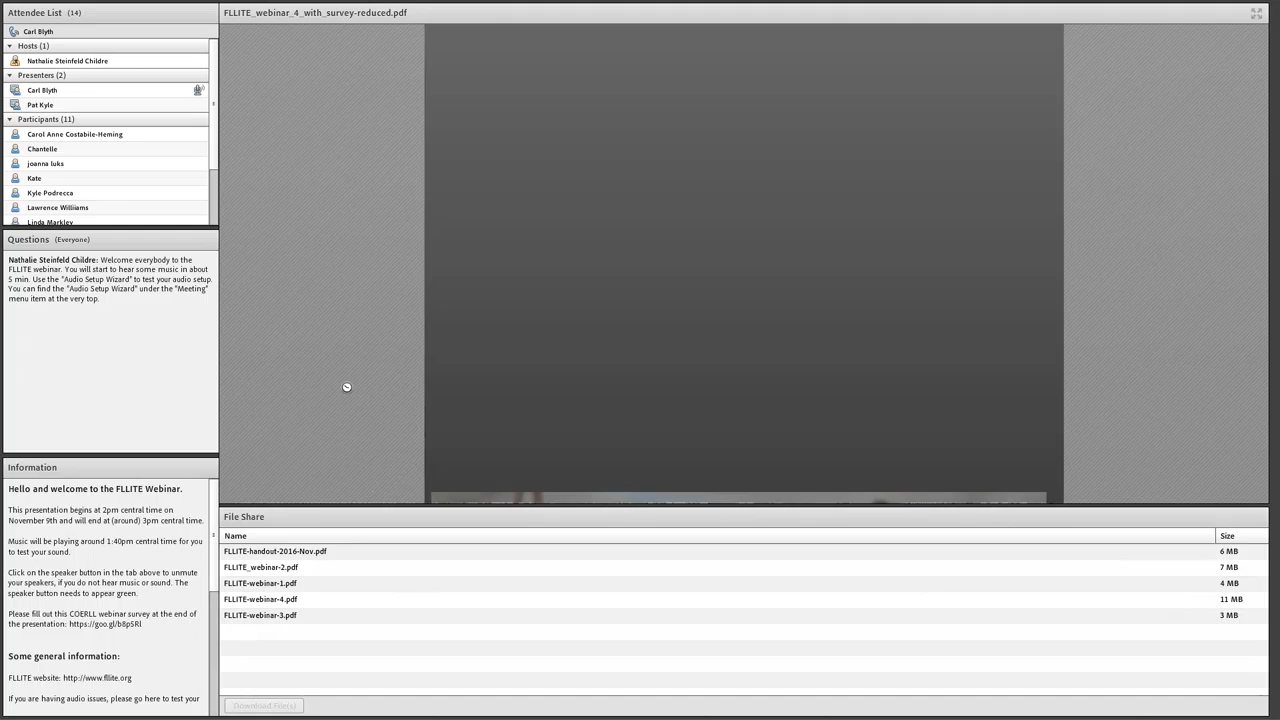 Attendee List (14)
Carl Blyth
Hosts (1)
Nathalie Steinfeld Childre
Presenters (2)
Carl Blyth
Pat Kyle
Participants (11)
Carol Anne Costabile-Heming
Chantelle
joanna luks
Kate
Kyle Podrecca
Lawrence Williams
Linda Markley
Questions (Everyone)
Nathalie Steinfeld Childre: Welcome everybody to the
FLLITE webinar. You will start to hear some music in about
5 min. Use the "Audio Setup Wizard" to test your audio setup.
You can find the "Audio Setup Wizard" under the "Meeting"
menu item at the very top.
Information
Hello and welcome to the FLLITE Webinar.
This presentation begins at 2pm central time on
November 9th and will end at (around) 3pm central time.
Music will be playing around 1:40pm central time for you
to test your sound.
Click on the speaker button in the tab above to unmute
your speakers, if you do not hear music or sound. The
speaker button needs to appear green.
Please fill out this COERLL webinar survey at the end of
the presentation: https://goo.gl/b8p5Rl
Some general information:
FLLITE website: http://www.fllite.org
If you are having audio issues, please go here to test your
FLLITE_webinar_4_with_survey-reduced.pdf
File Share
Name Size
FLLITE-handout-2016-Nov.pdf 6 MB
FLLITE_webinar-2.pdf 7 MB
FLLITE-webinar-1.pdf 4 MB
FLLITE-webinar-4.pdf 11 MB
FLLITE-webinar-3.pdf 3 MB
Download File(s)